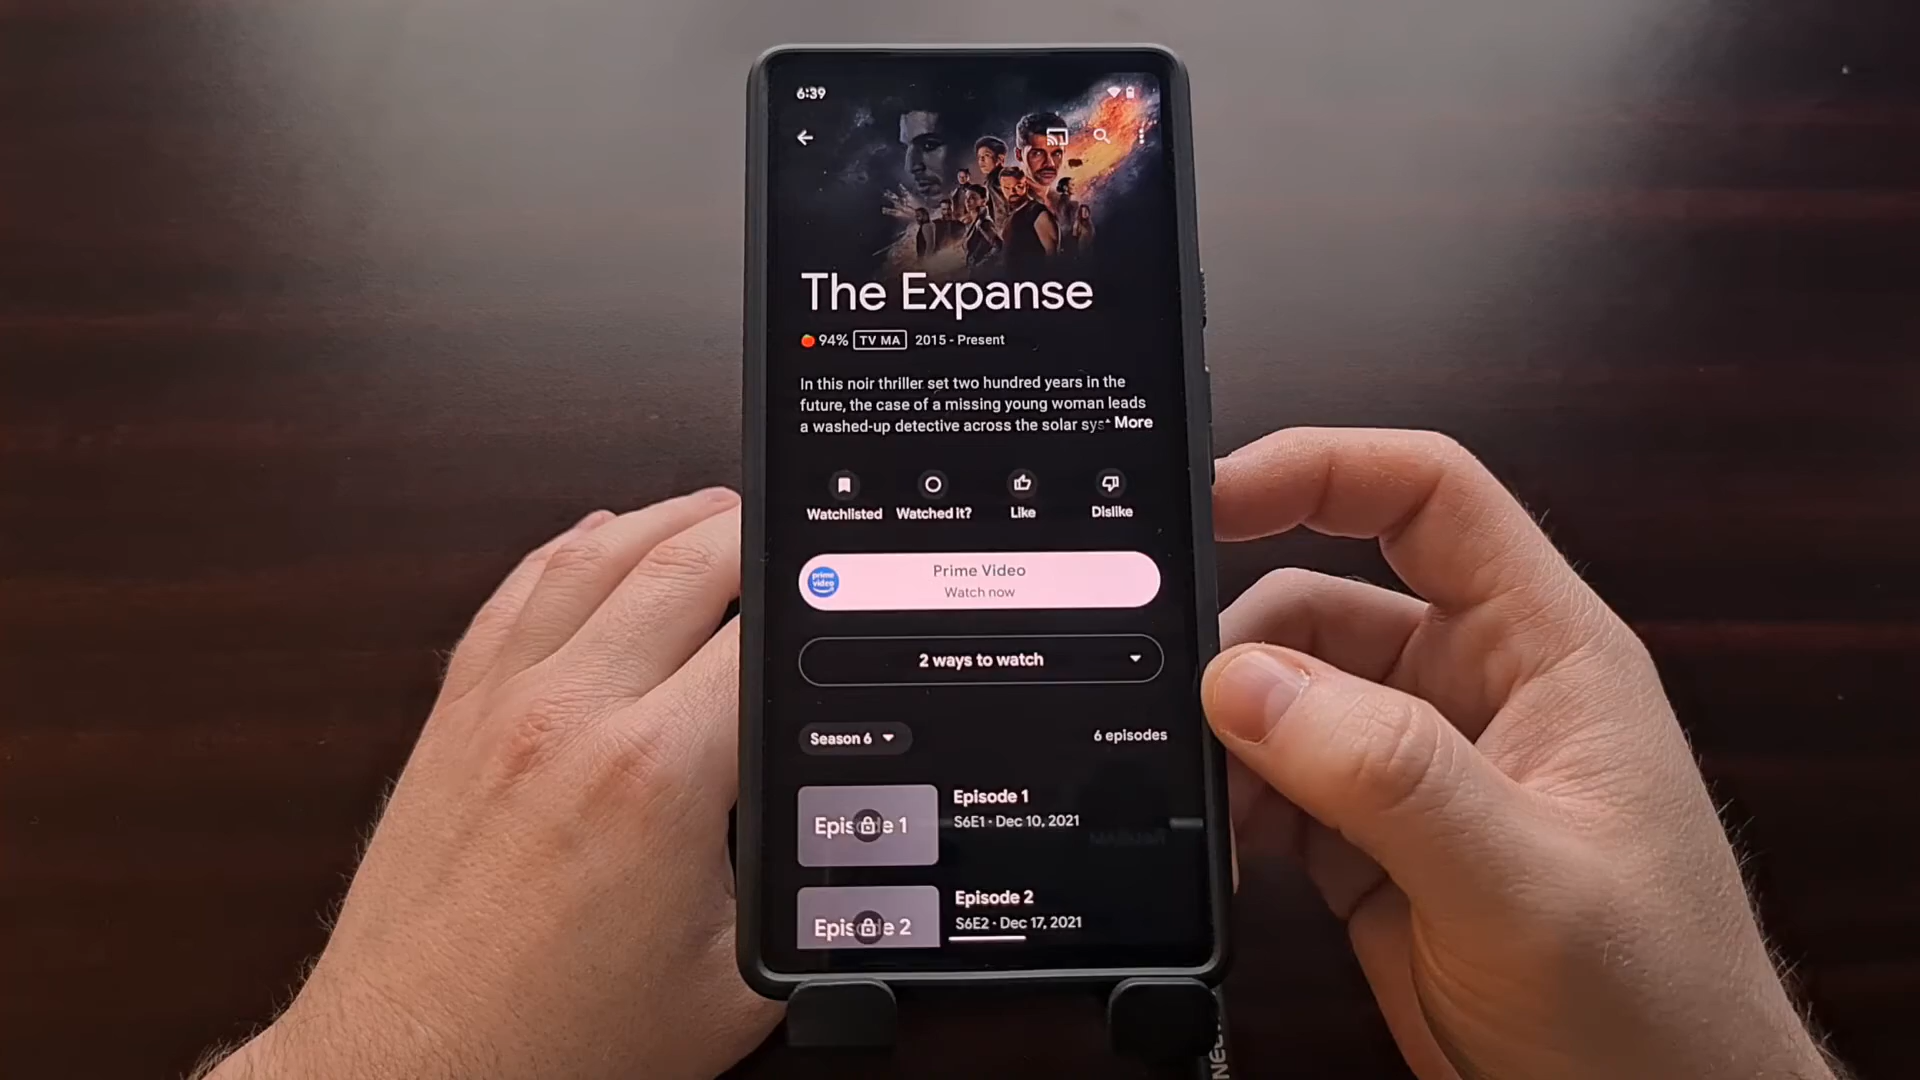 6:39
The Expanse
94% TV MA 2015 - Present
In this noir thriller set two hundred years in the
future, the case of a missing young woman leads
a washed-up detective across the solar sys More
Watchlisted Watched it? Like Dislike
prime video
Prime Video
Watch now
2 ways to watch
Season 6 6 episodes
Episode 1
S6E1 · Dec 10, 2021
Episode 1
Episode 2
S6E2 · Dec 17, 2021
Episode 2